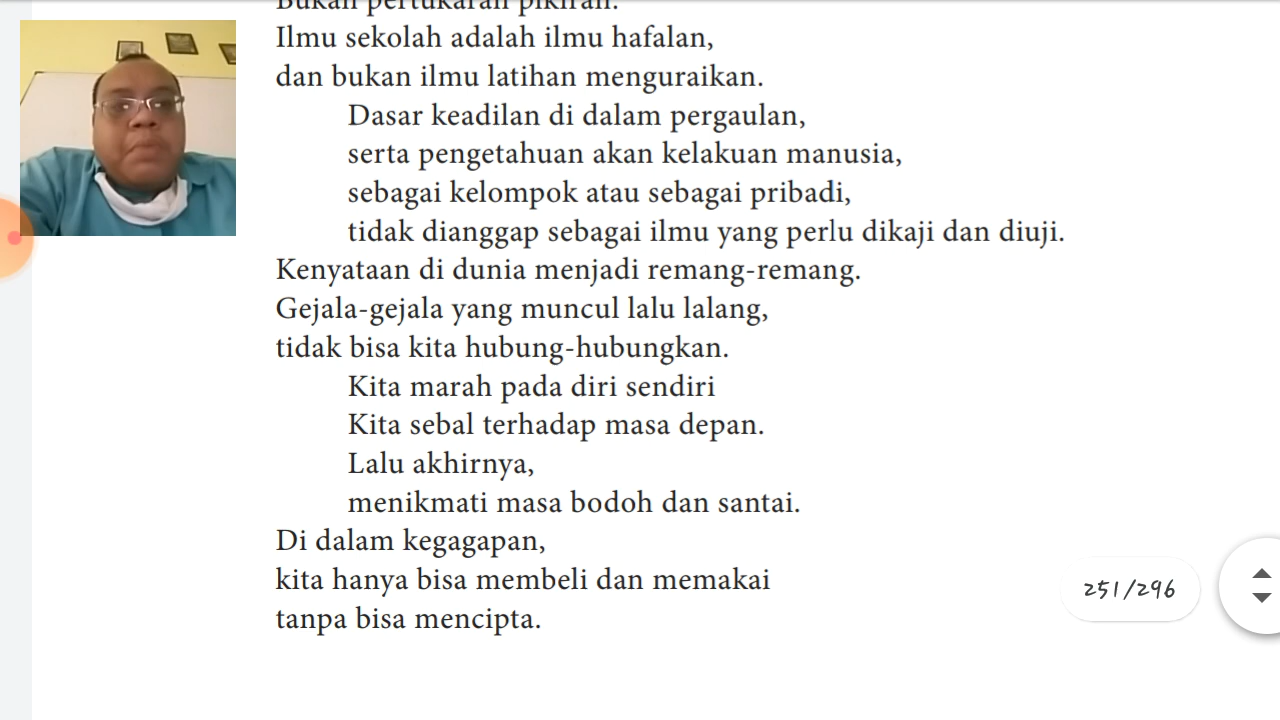 Bukan pertukaran pikiran.
Ilmu sekolah adalah ilmu hafalan,
dan bukan ilmu latihan menguraikan.
Dasar keadilan di dalam pergaulan,
serta pengetahuan akan kelakuan manusia,
sebagai kelompok atau sebagai pribadi,
tidak dianggap sebagai ilmu yang perlu dikaji dan diuji.
Kenyataan di dunia menjadi remang-remang.
Gejala-gejala yang muncul lalu lalang,
tidak bisa kita hubung-hubungkan.
Kita marah pada diri sendiri
Kita sebal terhadap masa depan.
Lalu akhirnya,
menikmati masa bodoh dan santai.
Di dalam kegagapan,
kita hanya bisa membeli dan memakai
tanpa bisa mencipta.
251/296